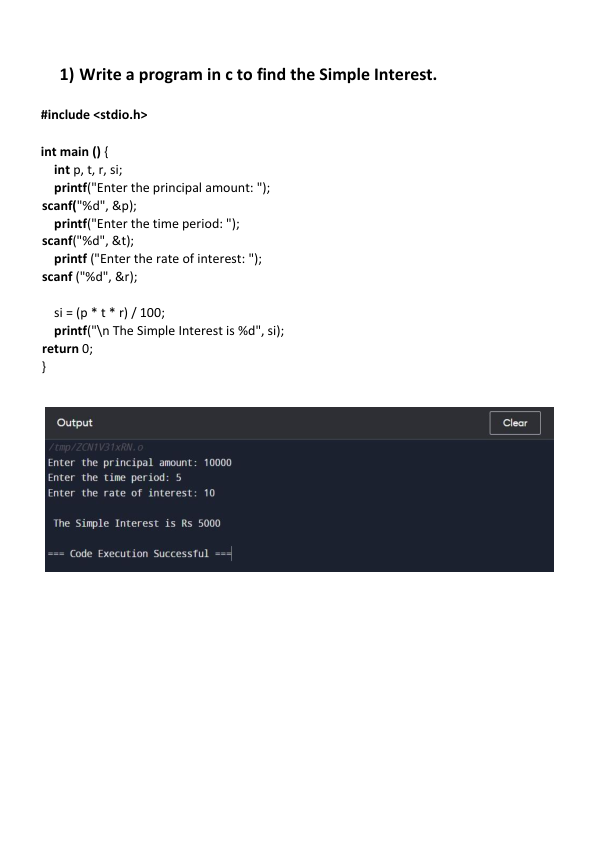 1) Write a program in c to find the Simple Interest.
#include <stdio.h>
int main () {
int p, t, r, si;
printf("Enter the principal amount: ");
scanf("%d", &p);
printf("Enter the time period: ");
scanf("%d", &t);
printf ("Enter the rate of interest: ");
scanf ("%d", &r);
si = (p * t * r) / 100;
printf("\n The Simple Interest is %d", si);
return 0;
}
Output Clear
/tmp/ZCN1V31xRN.o
Enter the principal amount: 10000
Enter the time period: 5
Enter the rate of interest: 10
The Simple Interest is Rs 5000
=== Code Execution Successful ===